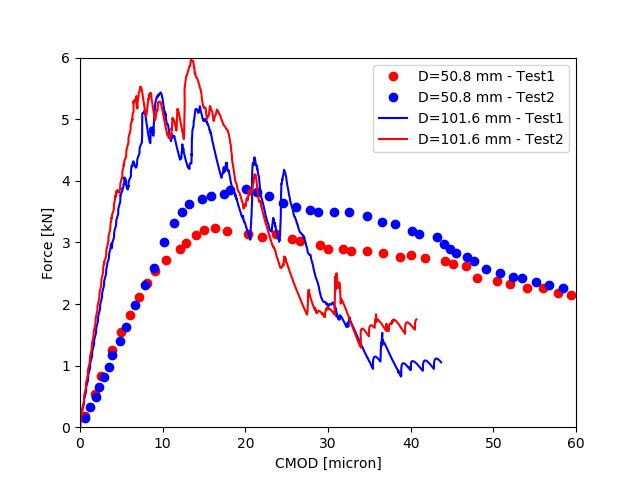 6
5
4
3
2
1
0
Force [kN]
D=50.8 mm - Test1
D=50.8 mm - Test2
D=101.6 mm - Test1
D=101.6 mm - Test2
0 10 20 30 40 50 60
CMOD [micron]